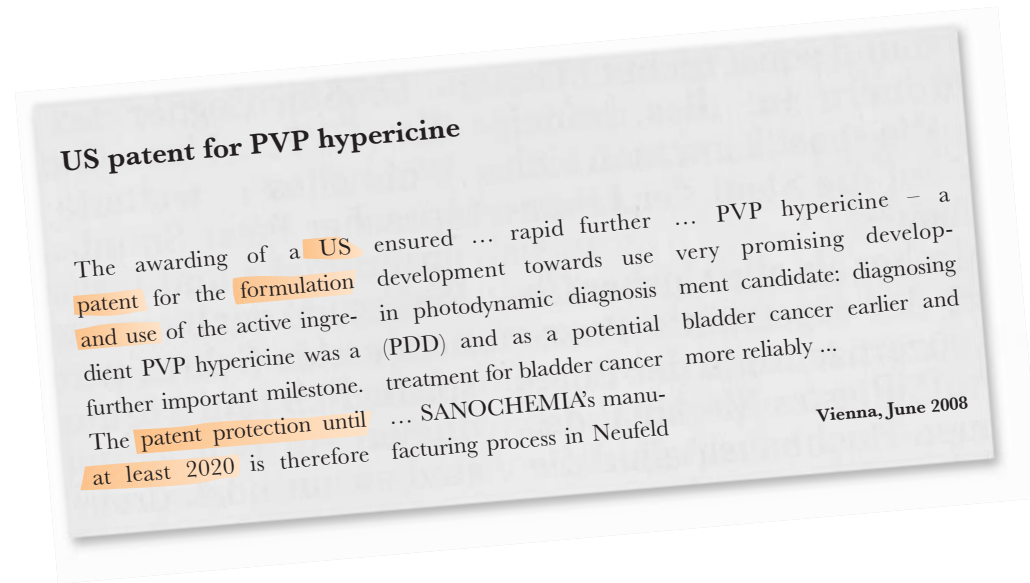 US patent for PVP hypericine
The awarding of a US
patent for the formulation
and use of the active ingre-
dient PVP hypericine was a
further important milestone.
The patent protection until
at least 2020 is therefore
ensured … rapid further
development towards use
in photodynamic diagnosis
(PDD) and as a potential
treatment for bladder cancer
… SANOCHEMIA's manu-
facturing process in Neufeld
… PVP hypericine – a
very promising develop-
ment candidate: diagnosing
bladder cancer earlier and
more reliably …
Vienna, June 2008